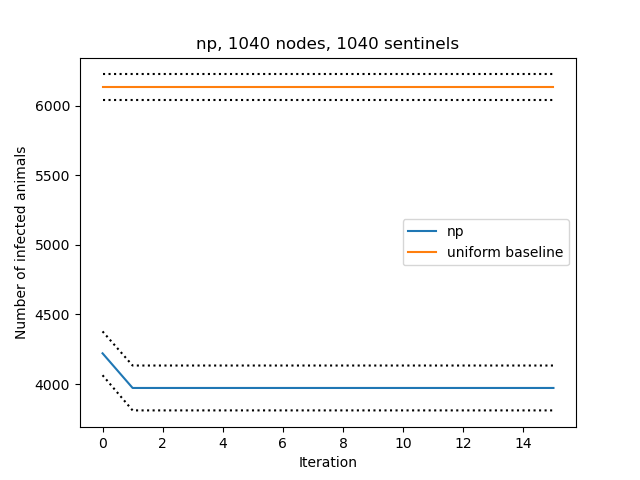 np, 1040 nodes, 1040 sentinels
Number of infected animals
6000
5500
5000
4500
4000
np
uniform baseline
0 2 4 6 8 10 12 14
Iteration